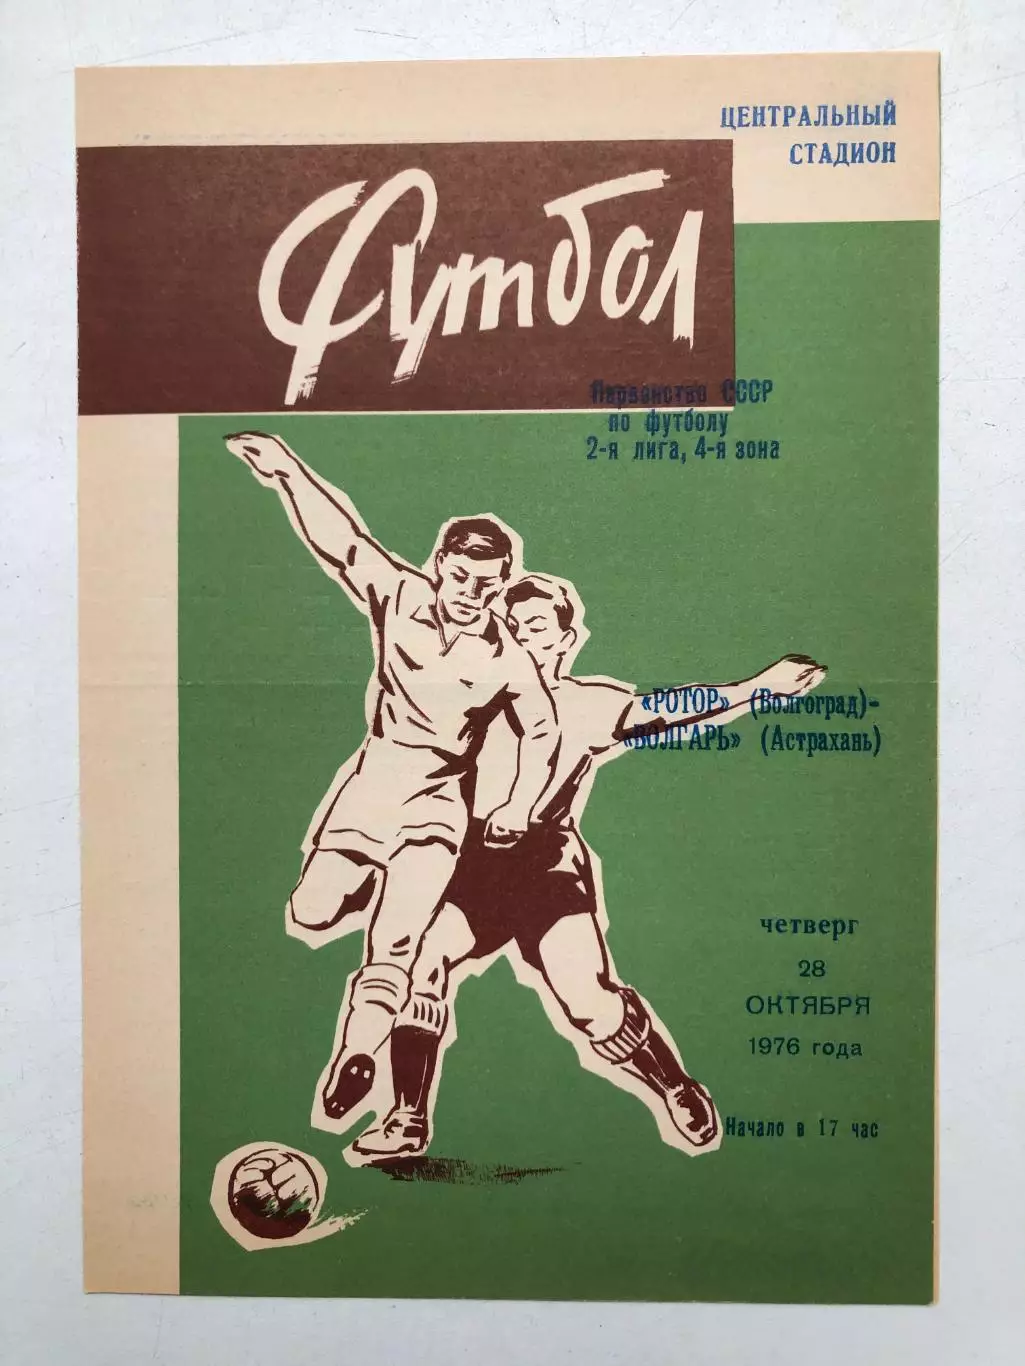 ЦЕНТРАЛЬНЫЙ
СТАДИОН
Футбол
Первенство СССР
по футболу
2-я лига, 4-я зона
«РОТОР» (Волгоград)-
«ВОЛГАРЬ» (Астрахань)
четверг
28
ОКТЯБРЯ
1976 года
Начало в 17 час